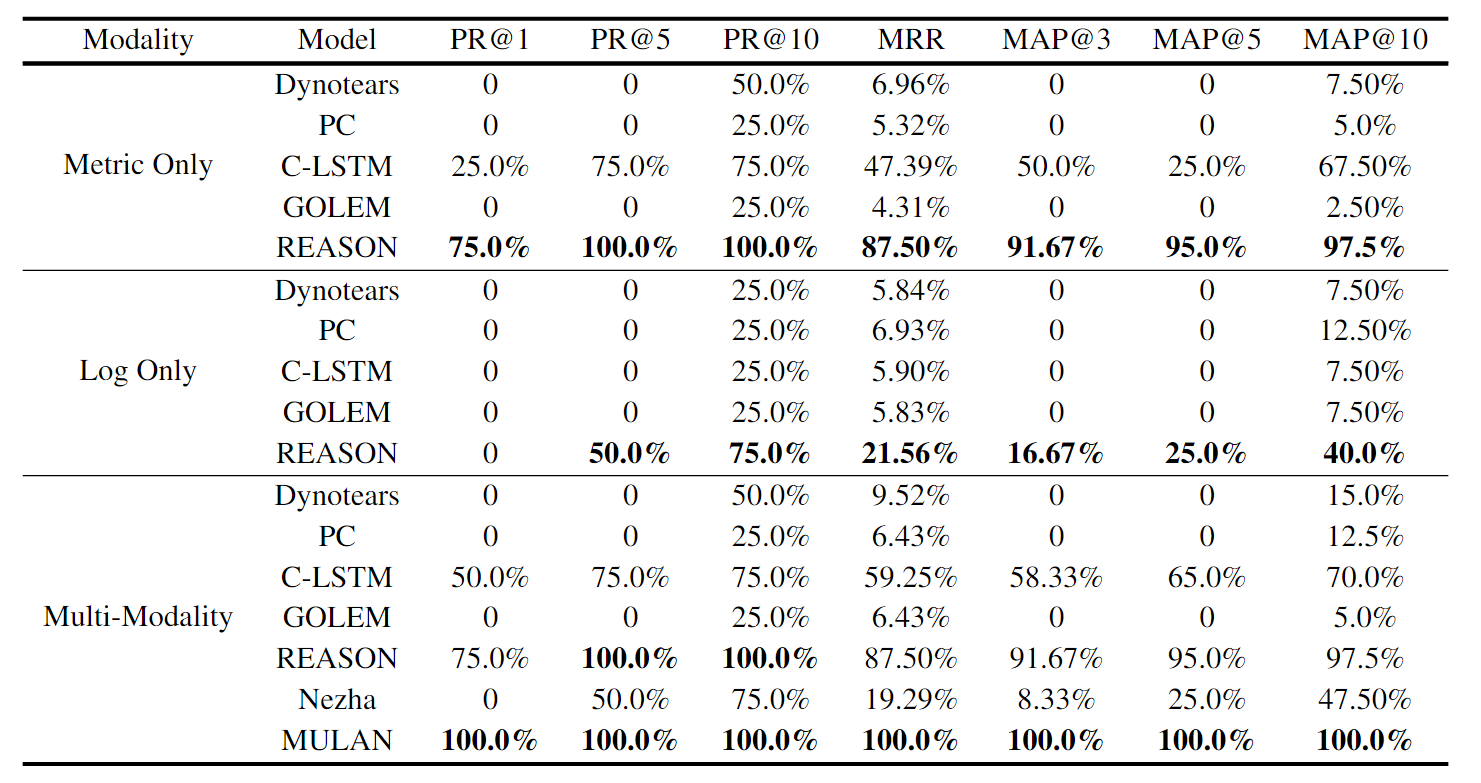 Modality Model PR@1 PR@5 PR@10 MRR MAP@3 MAP@5 MAP@10
Dynotears 0 0 50.0% 6.96% 0 0 7.50%
PC 0 0 25.0% 5.32% 0 0 5.0%
Metric Only C-LSTM 25.0% 75.0% 75.0% 47.39% 50.0% 25.0% 67.50%
GOLEM 0 0 25.0% 4.31% 0 0 2.50%
REASON 75.0% 100.0% 100.0% 87.50% 91.67% 95.0% 97.5%
Dynotears 0 0 25.0% 5.84% 0 0 7.50%
PC 0 0 25.0% 6.93% 0 0 12.50%
Log Only C-LSTM 0 0 25.0% 5.90% 0 0 7.50%
GOLEM 0 0 25.0% 5.83% 0 0 7.50%
REASON 0 50.0% 75.0% 21.56% 16.67% 25.0% 40.0%
Dynotears 0 0 50.0% 9.52% 0 0 15.0%
PC 0 0 25.0% 6.43% 0 0 12.5%
C-LSTM 50.0% 75.0% 75.0% 59.25% 58.33% 65.0% 70.0%
Multi-Modality GOLEM 0 0 25.0% 6.43% 0 0 5.0%
REASON 75.0% 100.0% 100.0% 87.50% 91.67% 95.0% 97.5%
Nezha 0 50.0% 75.0% 19.29% 8.33% 25.0% 47.50%
MULAN 100.0% 100.0% 100.0% 100.0% 100.0% 100.0% 100.0%